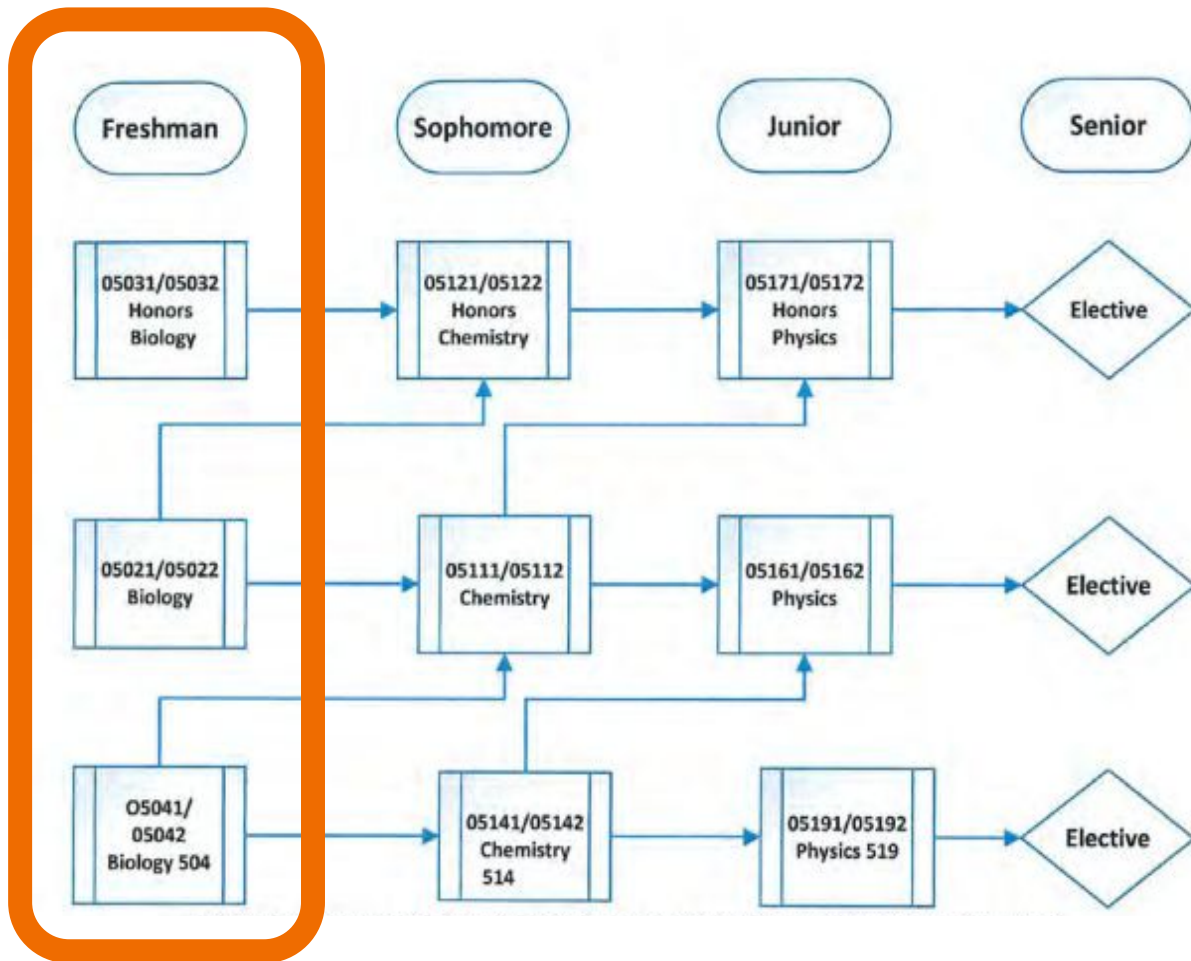 Freshman
Sophomore
Junior
Senior
05031/05032
Honors
Biology
05121/05122
Honors
Chemistry
05171/05172
Honors
Physics
Elective
05021/05022
Biology
05111/05112
Chemistry
05161/05162
Physics
Elective
O5041/
05042
Biology 504
05141/05142
Chemistry
514
05191/05192
Physics 519
Elective